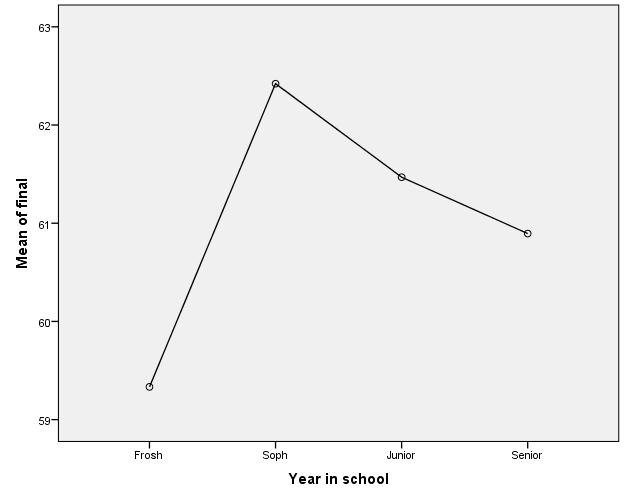 63
62
61
60
59
Mean of final
Frosh Soph Junior Senior
Year in school